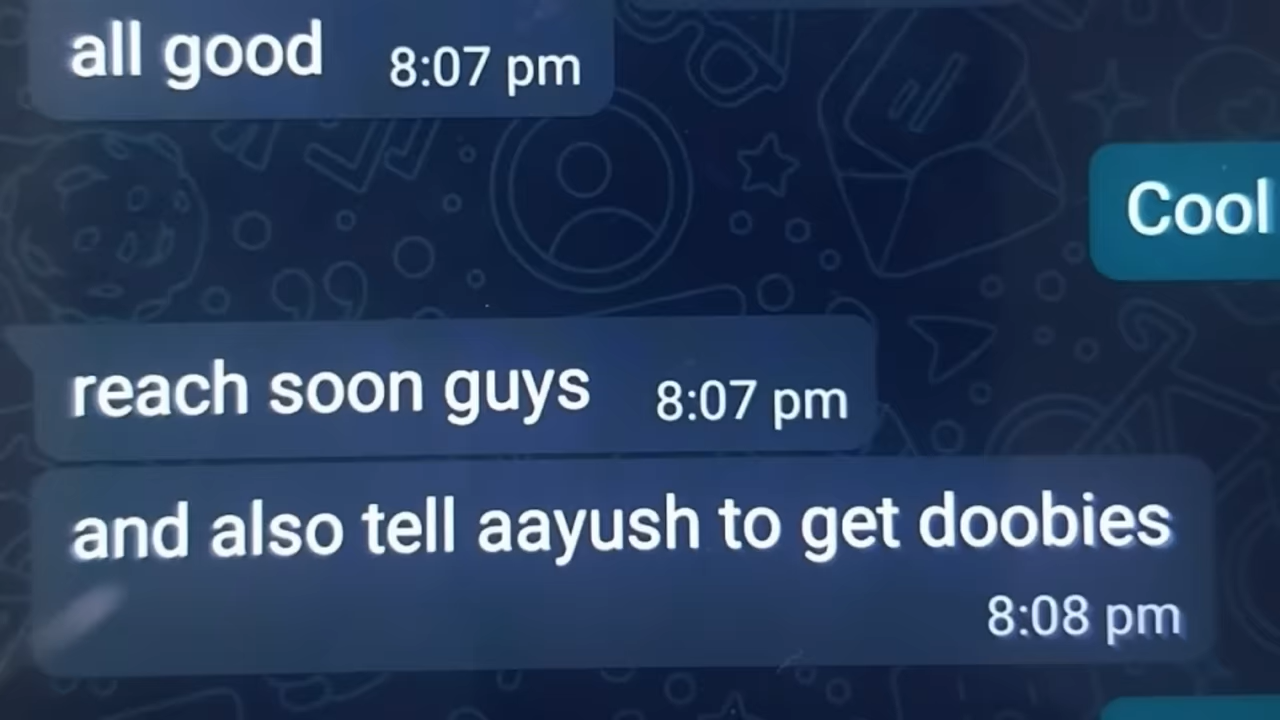 all good 8:07 pm
Cool
reach soon guys 8:07 pm
and also tell aayush to get doobies
8:08 pm